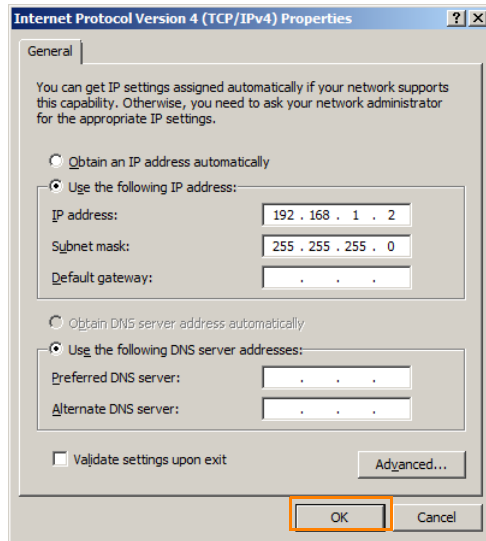 Internet Protocol Version 4 (TCP/IPv4) Properties ? X
General
You can get IP settings assigned automatically if your network supports
this capability. Otherwise, you need to ask your network administrator
for the appropriate IP settings.
Obtain an IP address automatically
Use the following IP address:
IP address: 192 . 168 . 1 . 2
Subnet mask: 255 . 255 . 255 . 0
Default gateway: . . .
Obtain DNS server address automatically
Use the following DNS server addresses:
Preferred DNS server: . . .
Alternate DNS server: . . .
Validate settings upon exit
Advanced...
OK Cancel